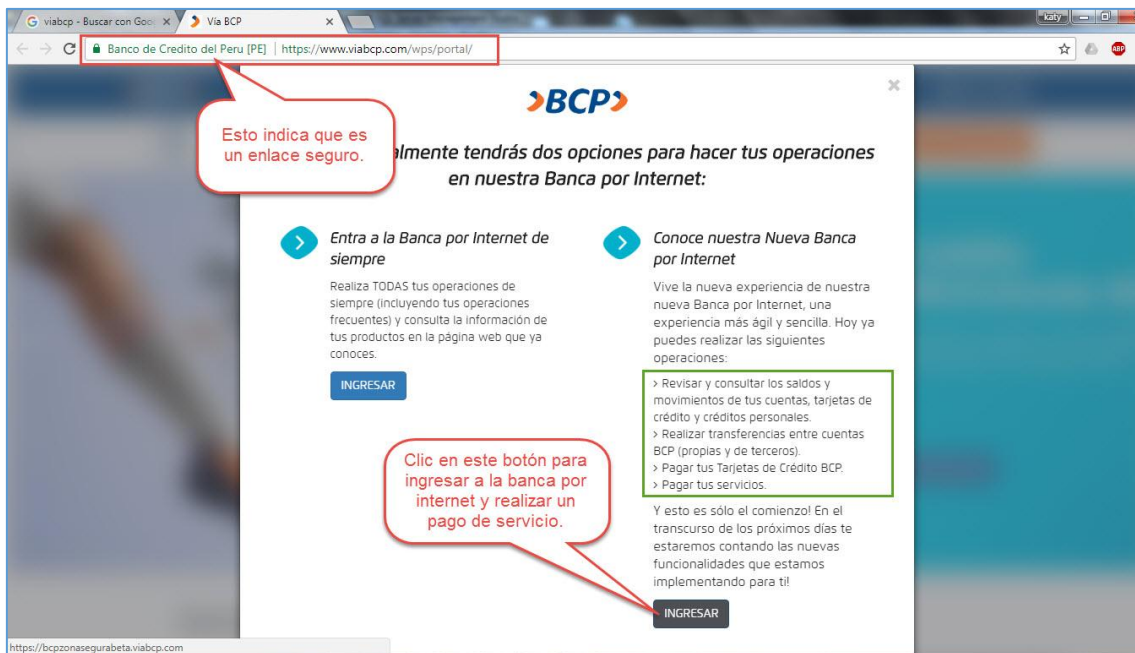 viabcp - Buscar con Goo
Vía BCP
katy
Banco de Credito del Peru [PE] | https://www.viabcp.com/wps/portal/
ABP
Esto indica que es
un enlace seguro.
BCP
almente tendrás dos opciones para hacer tus operaciones
en nuestra Banca por Internet:
Entra a la Banca por Internet de
siempre
Realiza TODAS tus operaciones de
siempre (incluyendo tus operaciones
frecuentes) y consulta la información de
tus productos en la página web que ya
conoces.
INGRESAR
Conoce nuestra Nueva Banca
por Internet
Vive la nueva experiencia de nuestra
nueva Banca por Internet, una
experiencia más ágil y sencilla. Hoy ya
puedes realizar las siguientes
operaciones:
> Revisar y consultar los saldos y
movimientos de tus cuentas, tarjetas de
crédito y créditos personales.
> Realizar transferencias entre cuentas
BCP (propias y de terceros).
> Pagar tus Tarjetas de Crédito BCP.
> Pagar tus servicios.
Y esto es sólo el comienzo! En el
transcurso de los próximos días te
estaremos contando las nuevas
funcionalidades que estamos
implementando para ti!
INGRESAR
Clic en este botón para
ingresar a la banca por
internet y realizar un
pago de servicio.
https://bcpzonasegurabeta.viabcp.com